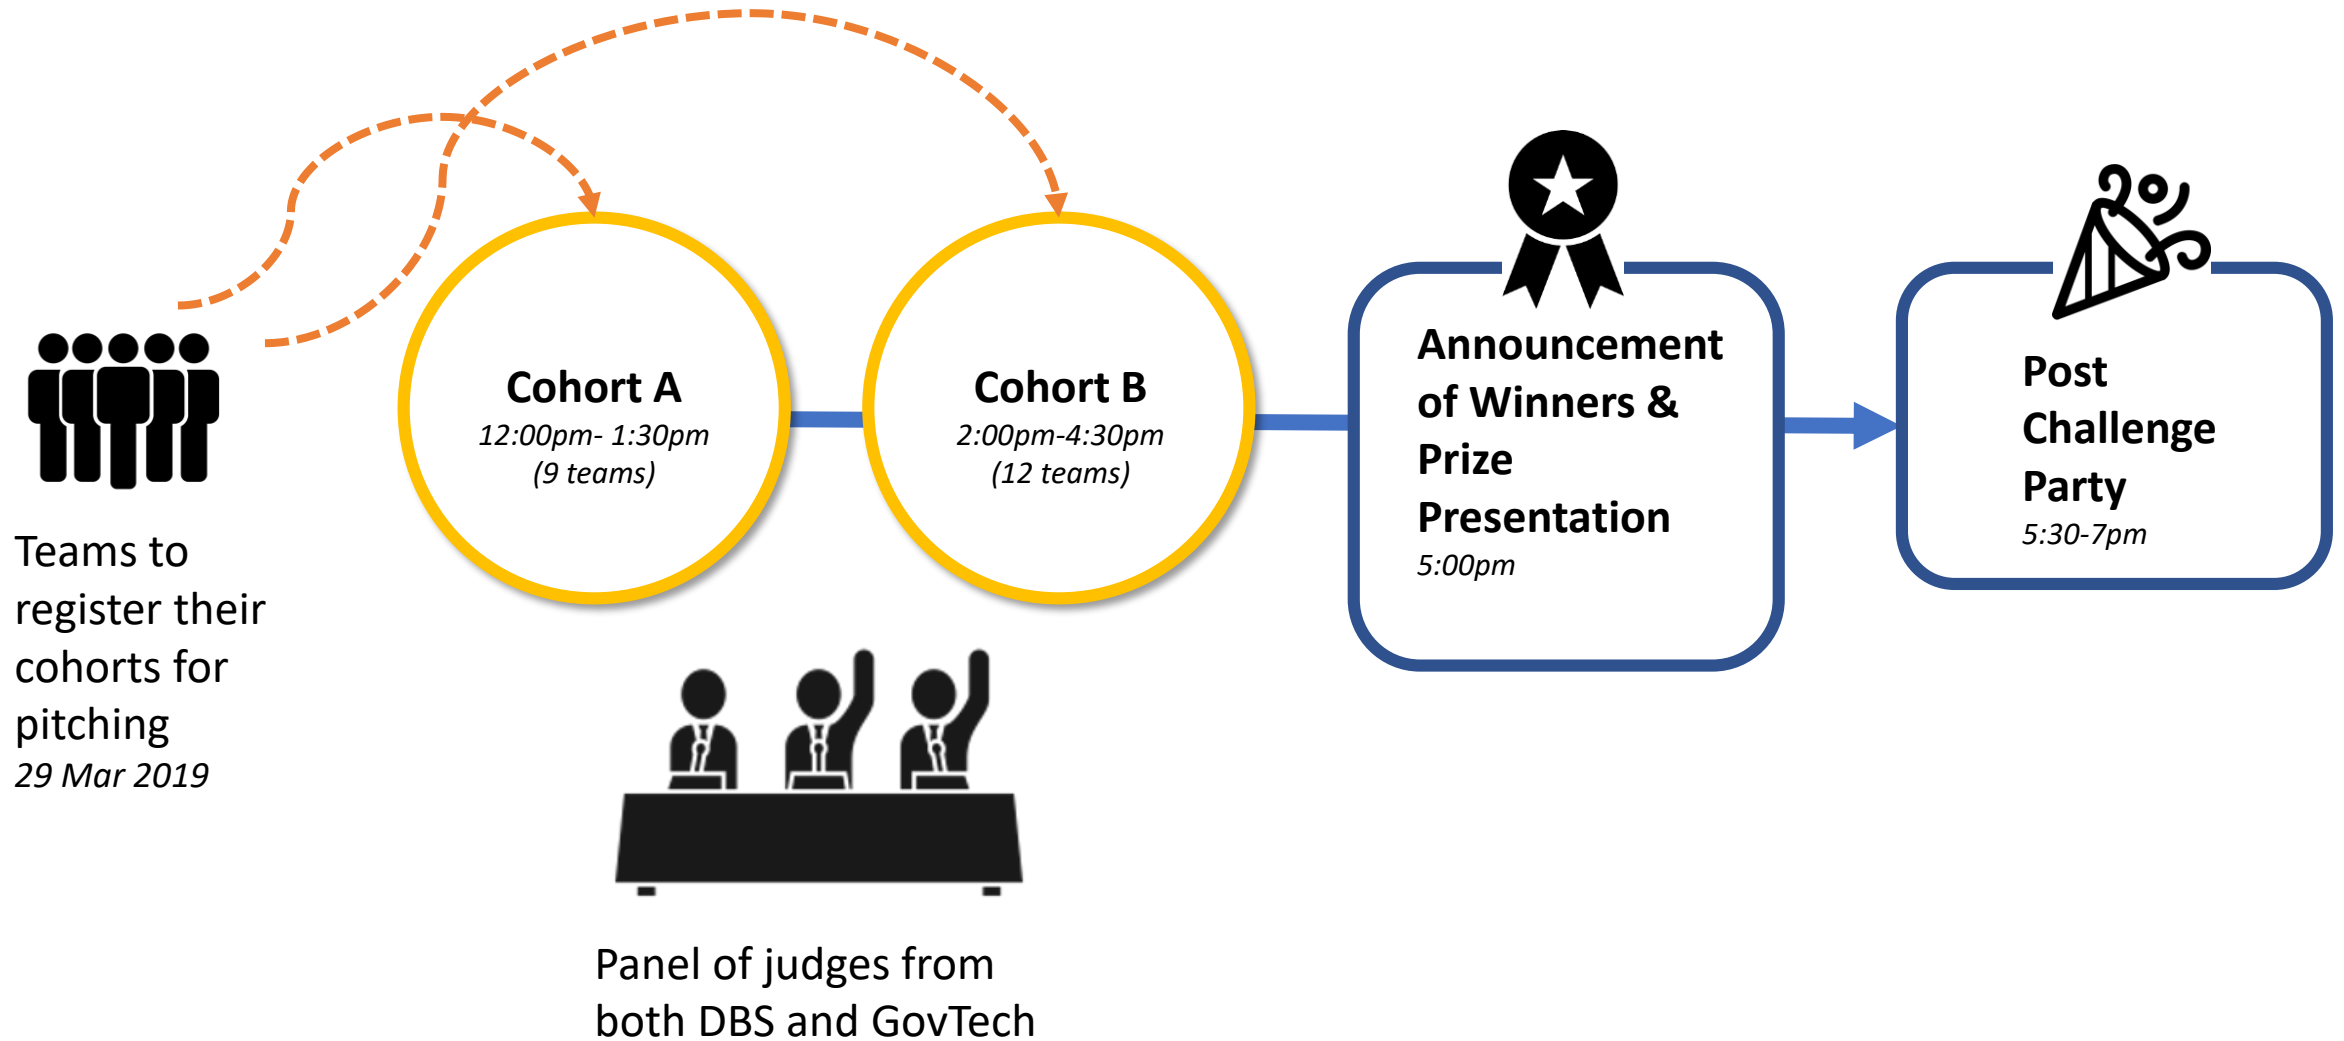 Teams to
register their
cohorts for
pitching
29 Mar 2019
Cohort A
12:00pm- 1:30pm
(9 teams)
Cohort B
2:00pm-4:30pm
(12 teams)
Panel of judges from
both DBS and GovTech
Announcement
of Winners &
Prize
Presentation
5:00pm
Post
Challenge
Party
5:30-7pm